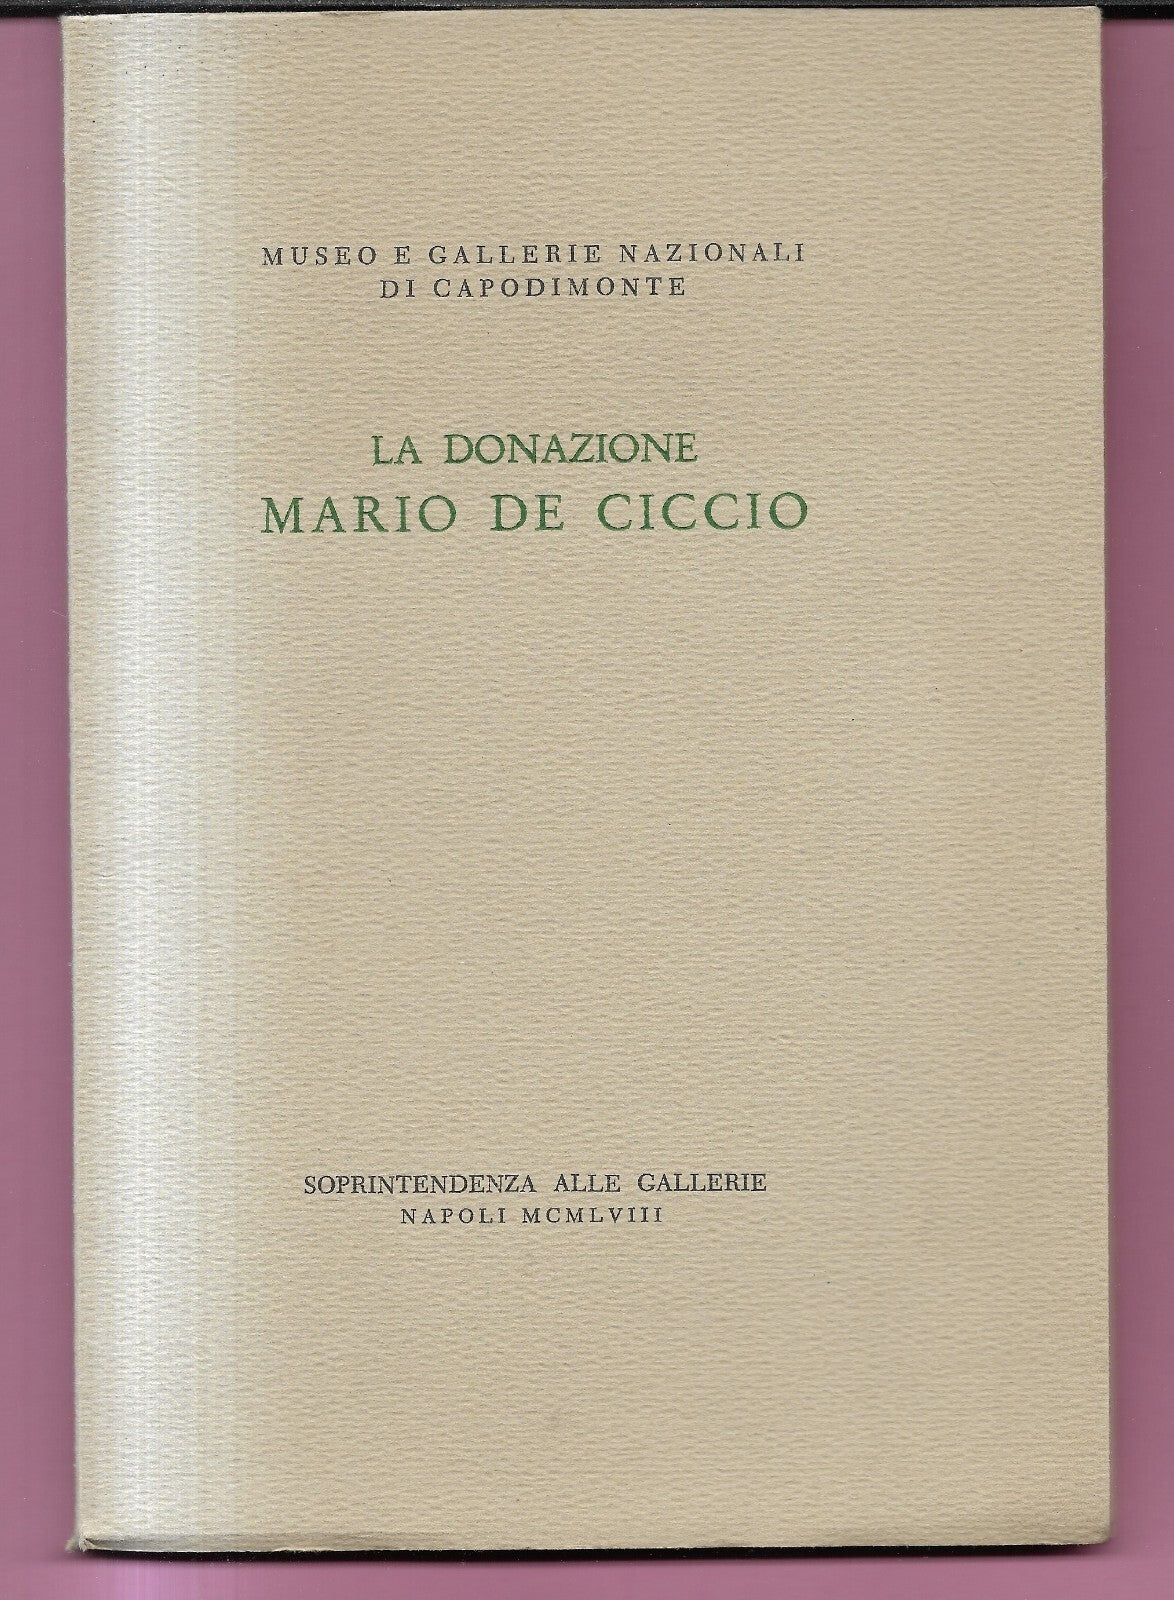 MUSEO E GALLERIE NAZIONALI
DI CAPODIMONTE
LA DONAZIONE
MARIO DE CICCIO
SOPRINTENDENZA ALLE GALLERIE
NAPOLI MCMLVIII